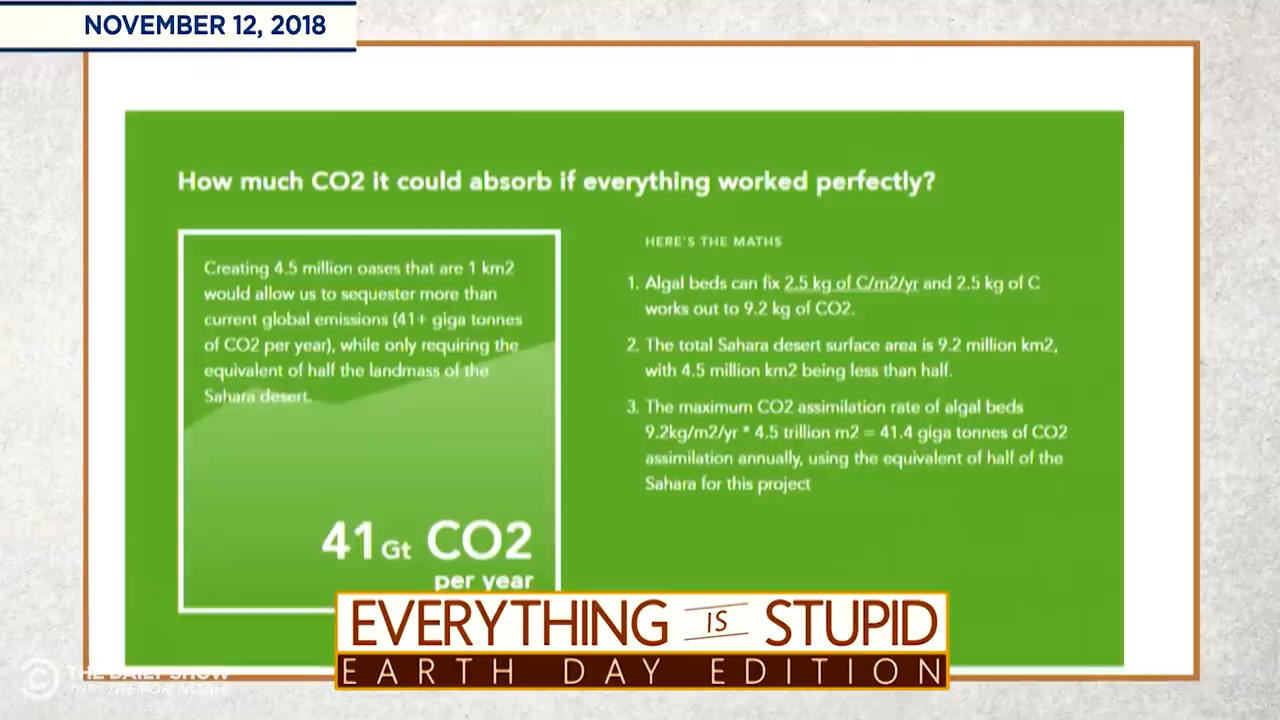 NOVEMBER 12, 2018
How much CO2 it could absorb if everything worked perfectly?
Creating 4.5 million oases that are 1 km2
would allow us to sequester more than
current global emissions (41+ giga tonnes
of CO2 per year), while only requiring the
equivalent of half the landmass of the
Sahara desert.
41Gt CO2
per year
HERE'S THE MATHS
1. Algal beds can fix 2.5 kg of C/m2/yr and 2.5 kg of C
works out to 9.2 kg of CO2.
2. The total Sahara desert surface area is 9.2 million km2,
with 4.5 million km2 being less than half.
3. The maximum CO2 assimilation rate of algal beds
9.2kg/m2/yr * 4.5 trillion m2 = 41.4 giga tonnes of CO2
assimilation annually, using the equivalent of half of the
Sahara for this project
EVERYTHING IS STUPID
EARTH DAY EDITION
THE DAILY SHOW
WITH TREVOR NOAH